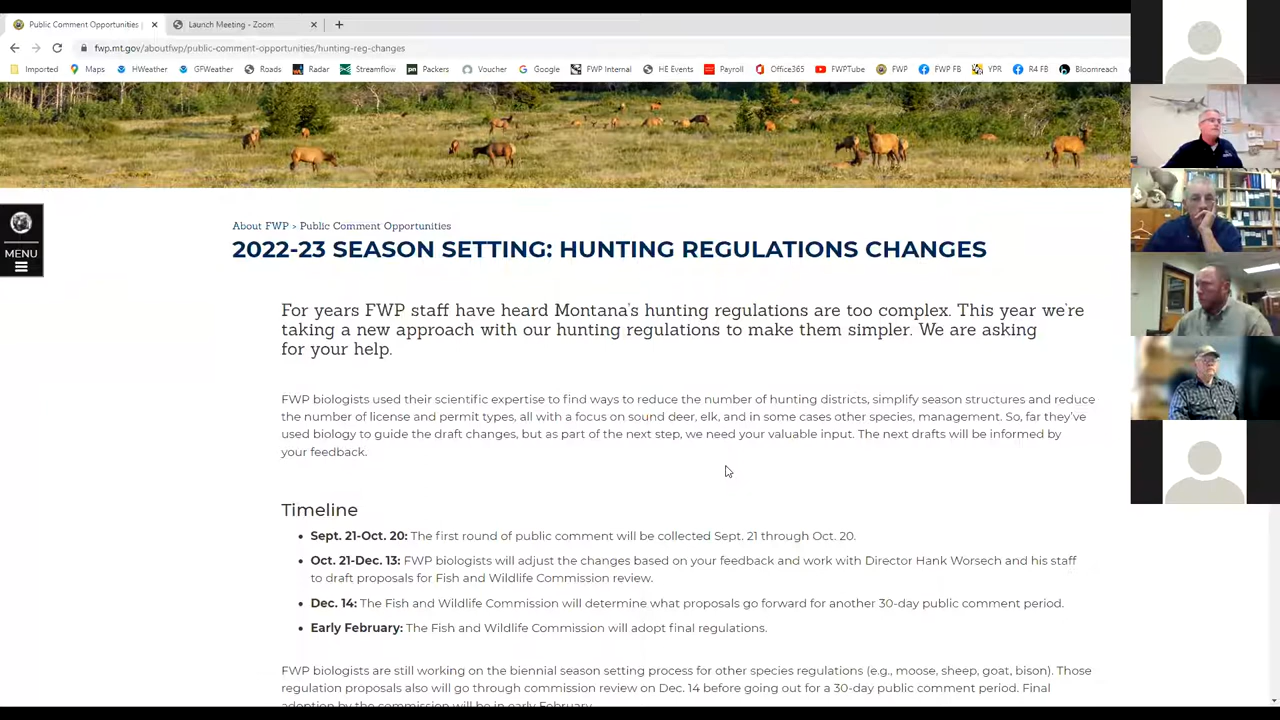 Public Comment Opportunities |
Launch Meeting - Zoom
fwp.mt.gov/aboutfwp/public-comment-opportunities/hunting-reg-changes
Imported Maps HWeather GFWeather Roads Radar Streamflow Packers Voucher Google FWP Internal HE Events Payroll Office365 FWPTube FWP FWP FB YPR R4 FB Bloomreach
MENU
About FWP > Public Comment Opportunities
2022-23 SEASON SETTING: HUNTING REGULATIONS CHANGES
For years FWP staff have heard Montana's hunting regulations are too complex. This year we're
taking a new approach with our hunting regulations to make them simpler. We are asking
for your help.
FWP biologists used their scientific expertise to find ways to reduce the number of hunting districts, simplify season structures and reduce
the number of license and permit types, all with a focus on sound deer, elk, and in some cases other species, management. So, far they've
used biology to guide the draft changes, but as part of the next step, we need your valuable input. The next drafts will be informed by
your feedback.
Timeline
• Sept. 21-Oct. 20: The first round of public comment will be collected Sept. 21 through Oct. 20.
• Oct. 21-Dec. 13: FWP biologists will adjust the changes based on your feedback and work with Director Hank Worsech and his staff
to draft proposals for Fish and Wildlife Commission review.
• Dec. 14: The Fish and Wildlife Commission will determine what proposals go forward for another 30-day public comment period.
• Early February: The Fish and Wildlife Commission will adopt final regulations.
FWP biologists are still working on the biennial season setting process for other species regulations (e.g., moose, sheep, goat, bison). Those
regulation proposals also will go through commission review on Dec. 14 before going out for a 30-day public comment period. Final
adoption by the commission will be in early February.